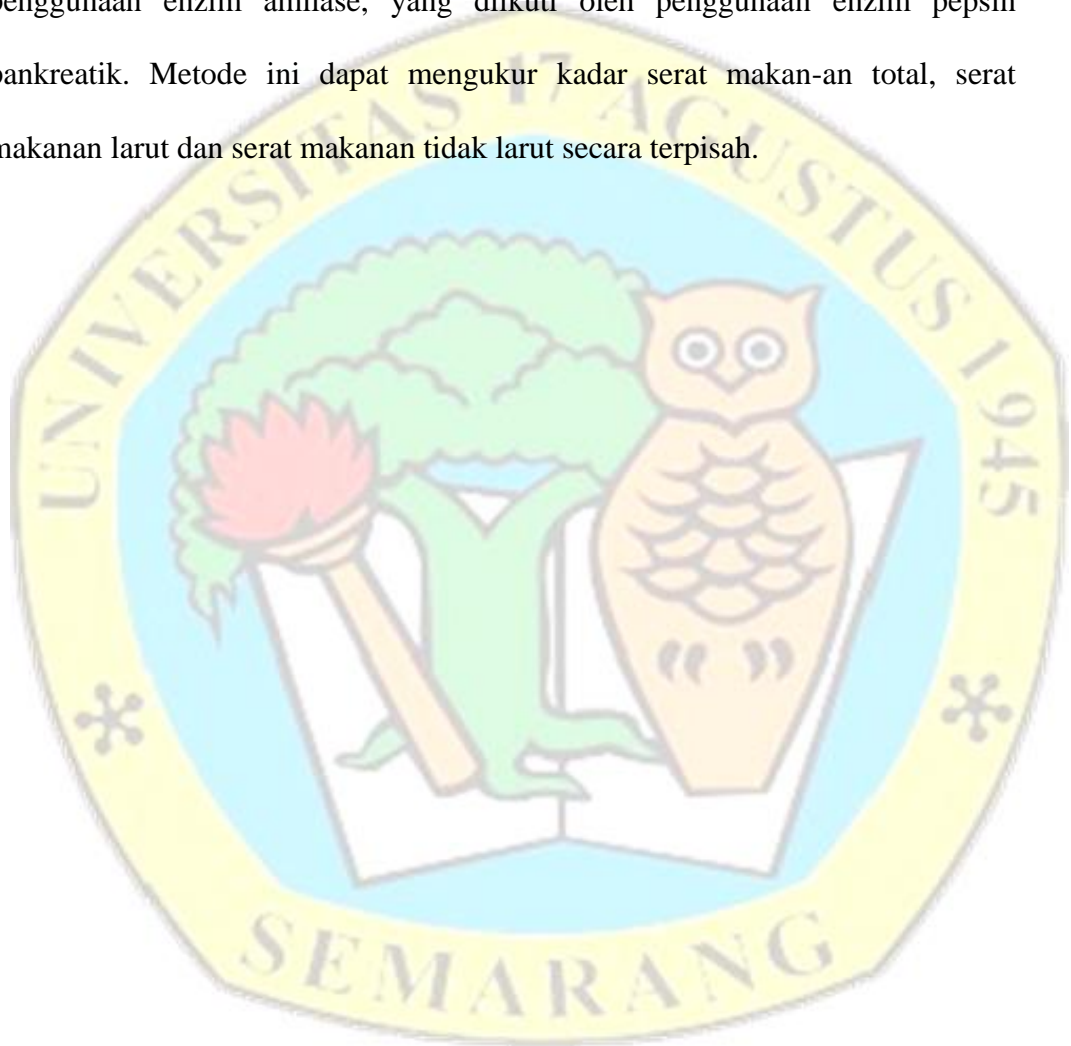 penggunaan enzim amilase, yang diikuti oleh penggunaan enzim pepsin
pankreatik. Metode ini dapat mengukur kadar serat makan-an total, serat
makanan larut dan serat makanan tidak larut secara terpisah.
UNIVERSITAS 17 AGUSTUS 1945
SEMARANG